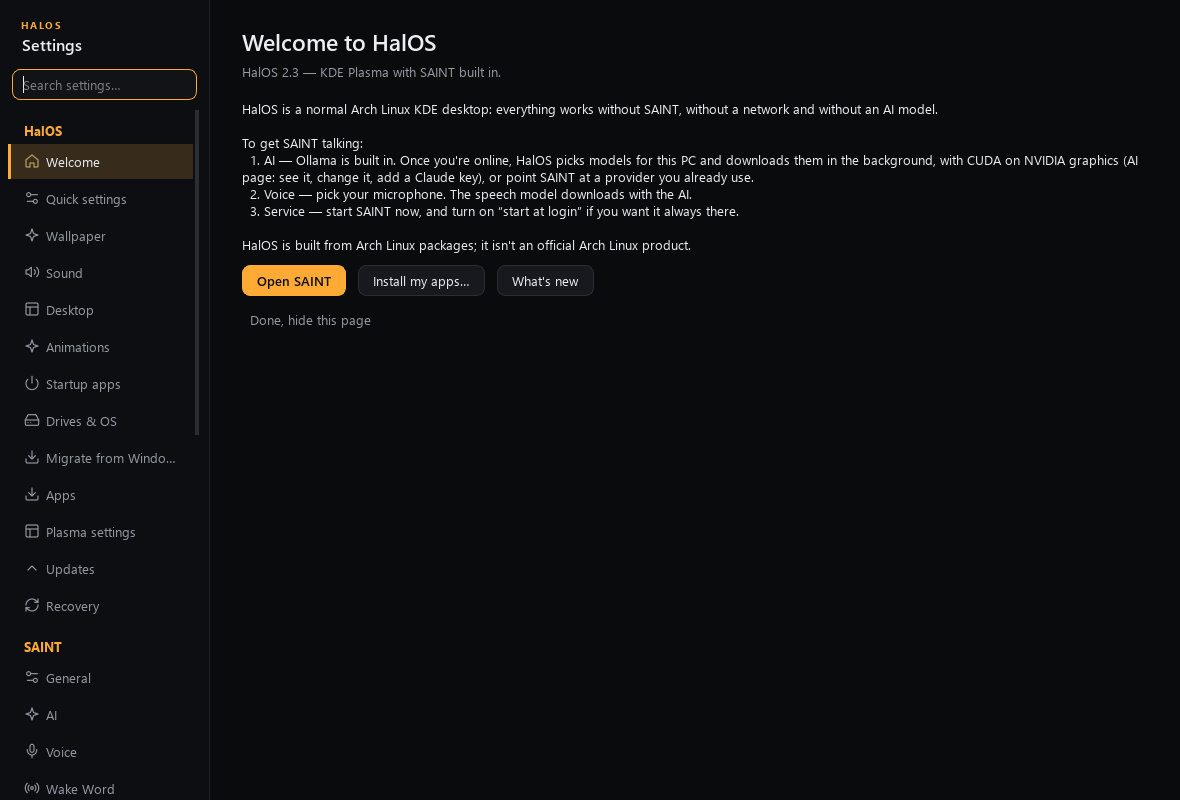 HALOS
Settings
Search settings...
HalOS
Welcome
Quick settings
Wallpaper
Sound
Desktop
Animations
Startup apps
Drives & OS
Migrate from Windo...
Apps
Plasma settings
Updates
Recovery
SAINT
General
AI
Voice
Wake Word
Welcome to HalOS
HalOS 2.3 — KDE Plasma with SAINT built in.
HalOS is a normal Arch Linux KDE desktop: everything works without SAINT, without a network and without an AI model.
To get SAINT talking:
1. AI — Ollama is built in. Once you're online, HalOS picks models for this PC and downloads them in the background, with CUDA on NVIDIA graphics (AI
page: see it, change it, add a Claude key), or point SAINT at a provider you already use.
2. Voice — pick your microphone. The speech model downloads with the AI.
3. Service — start SAINT now, and turn on “start at login” if you want it always there.
HalOS is built from Arch Linux packages; it isn't an official Arch Linux product.
Open SAINT
Install my apps...
What's new
Done, hide this page